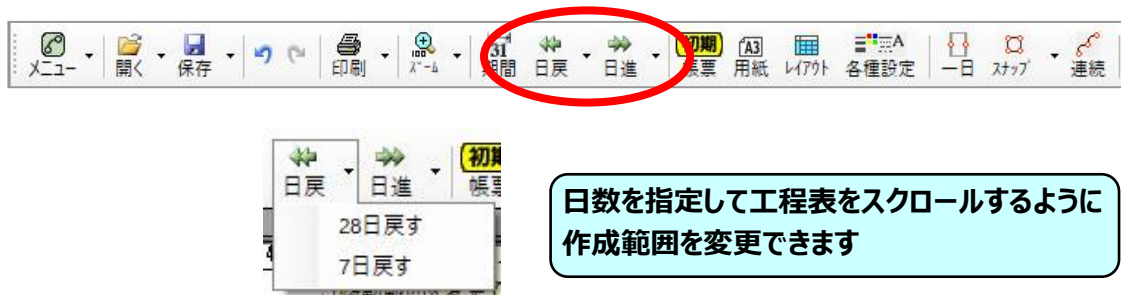 メニュー 開く 保存 印刷 100 ズーム 31 期間 日戻 日進 初期 帳票 A3 用紙 レイアウト A 各種設定 一日 スナップ 連続
日戻 日進 初期 帳票
28日戻す
7日戻す
日数を指定して工程表をスクロールするように
作成範囲を変更できます